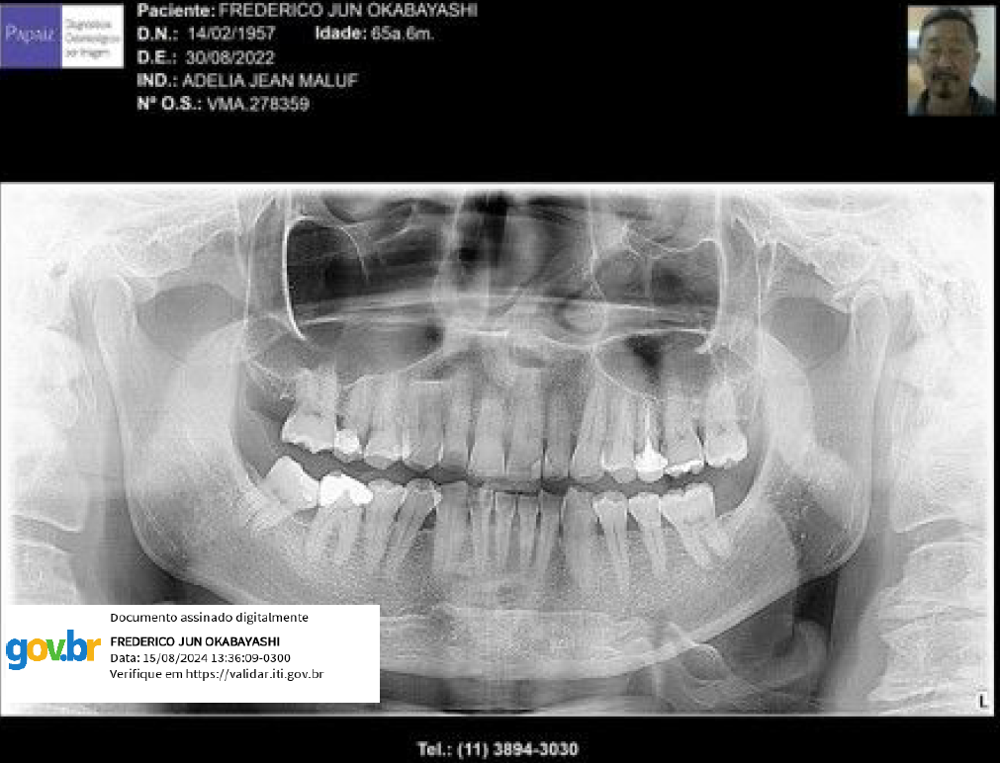 Papaiz
Diagnósticos
Odontológicos
por Imagem
Paciente: FREDERICO JUN OKABAYASHI
D.N.: 14/02/1957 Idade: 65a.6m.
D.E.: 30/08/2022
IND.: ADELIA JEAN MALUF
Nº O.S.: VMA.278359
Documento assinado digitalmente
gov.br
FREDERICO JUN OKABAYASHI
Data: 15/08/2024 13:36:09-0300
Verifique em https://validar.iti.gov.br
L
Tel.: (11) 3894-3030